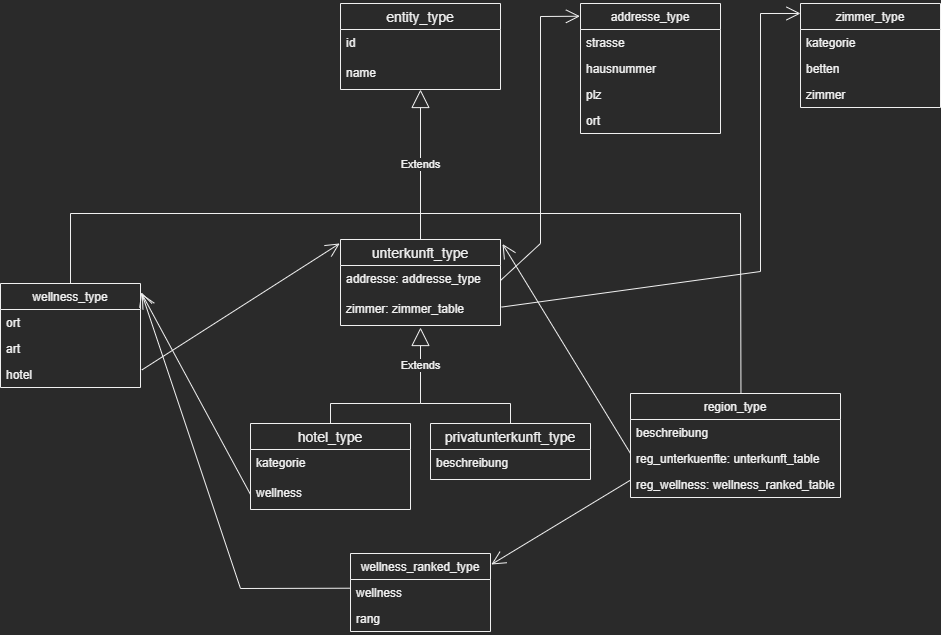 entity_type
id
name
addresse_type
strasse
hausnummer
plz
ort
zimmer_type
kategorie
betten
zimmer
Extends
unterkunft_type
addresse: addresse_type
zimmer: zimmer_table
wellness_type
ort
art
hotel
Extends
hotel_type
kategorie
wellness
privatunterkunft_type
beschreibung
region_type
beschreibung
reg_unterkuenfte: unterkunft_table
reg_wellness: wellness_ranked_table
wellness_ranked_type
wellness
rang